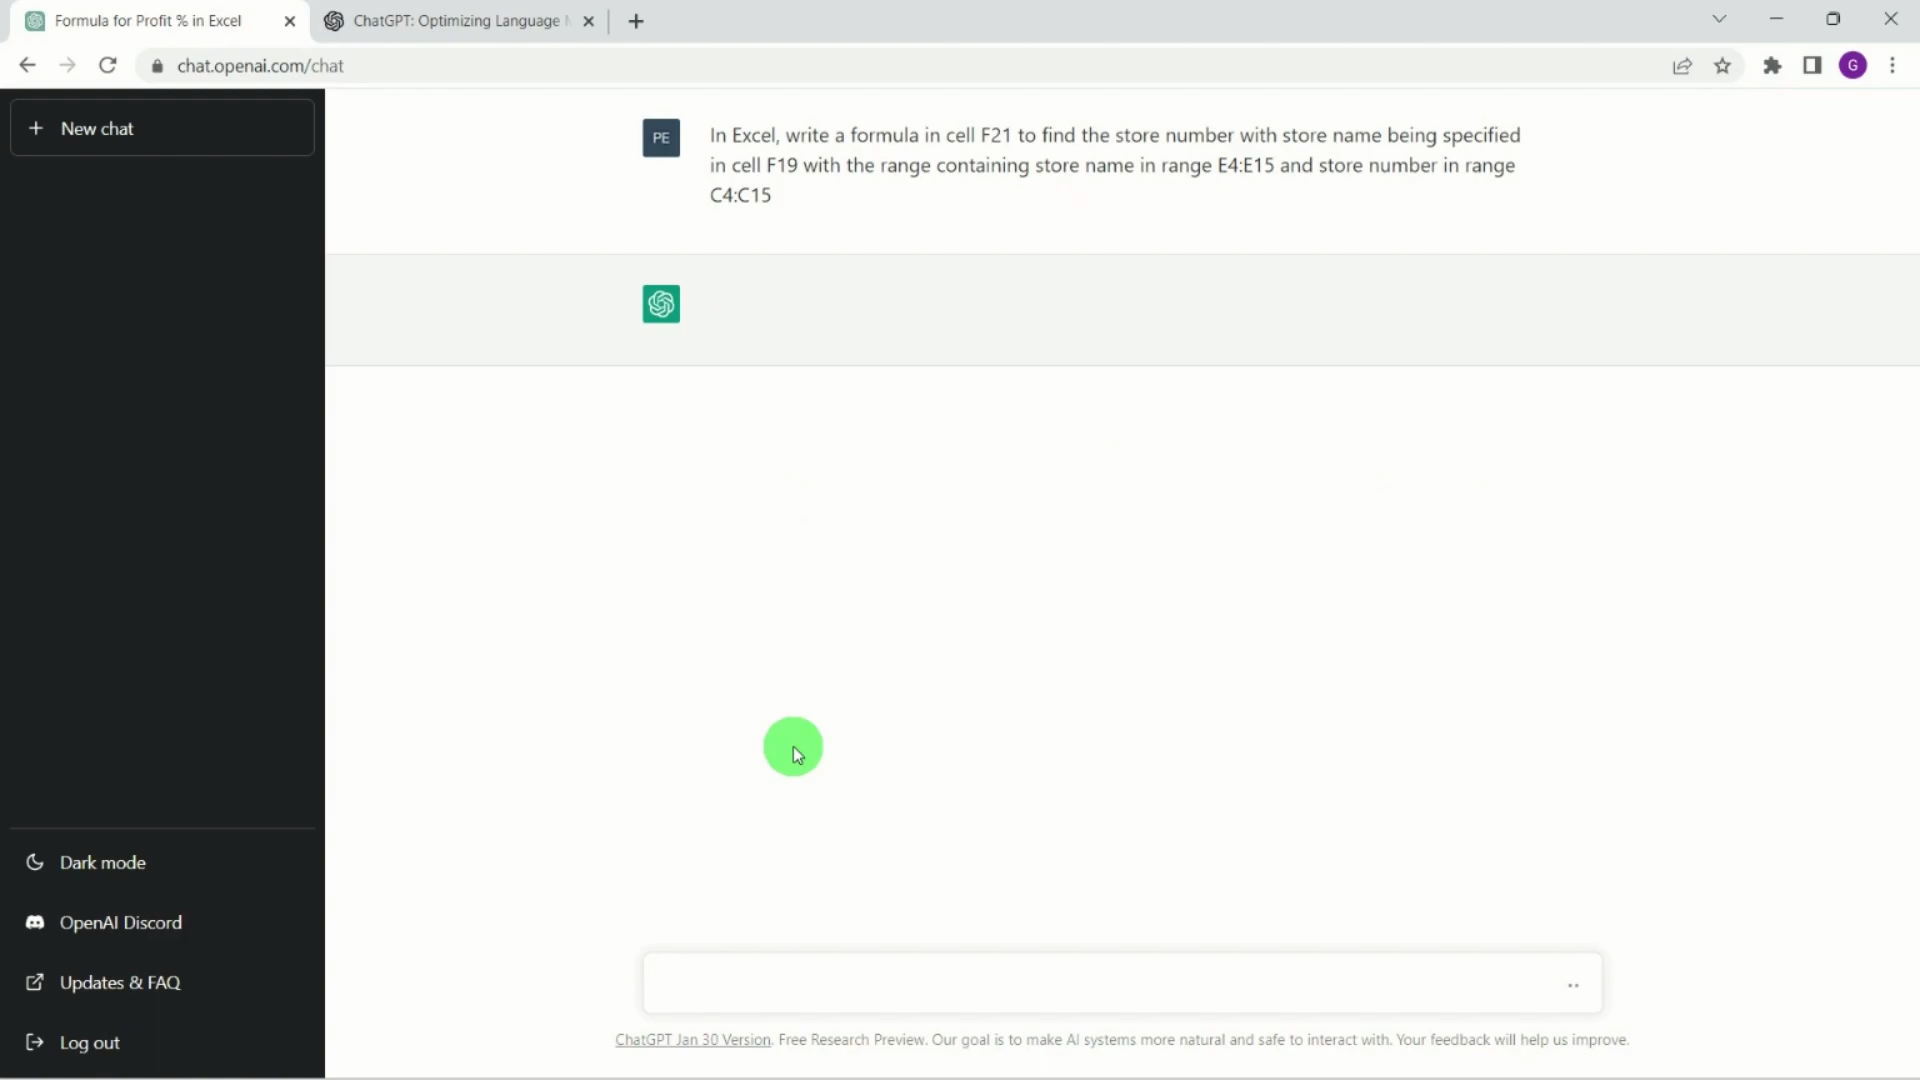 Formula for Profit % in Excel
ChatGPT: Optimizing Language
chat.openai.com/chat
G
New chat
PE
In Excel, write a formula in cell F21 to find the store number with store name being specified
in cell F19 with the range containing store name in range E4:E15 and store number in range
C4:C15
Dark mode
OpenAI Discord
Updates & FAQ
Log out
ChatGPT Jan 30 Version. Free Research Preview. Our goal is to make AI systems more natural and safe to interact with. Your feedback will help us improve.